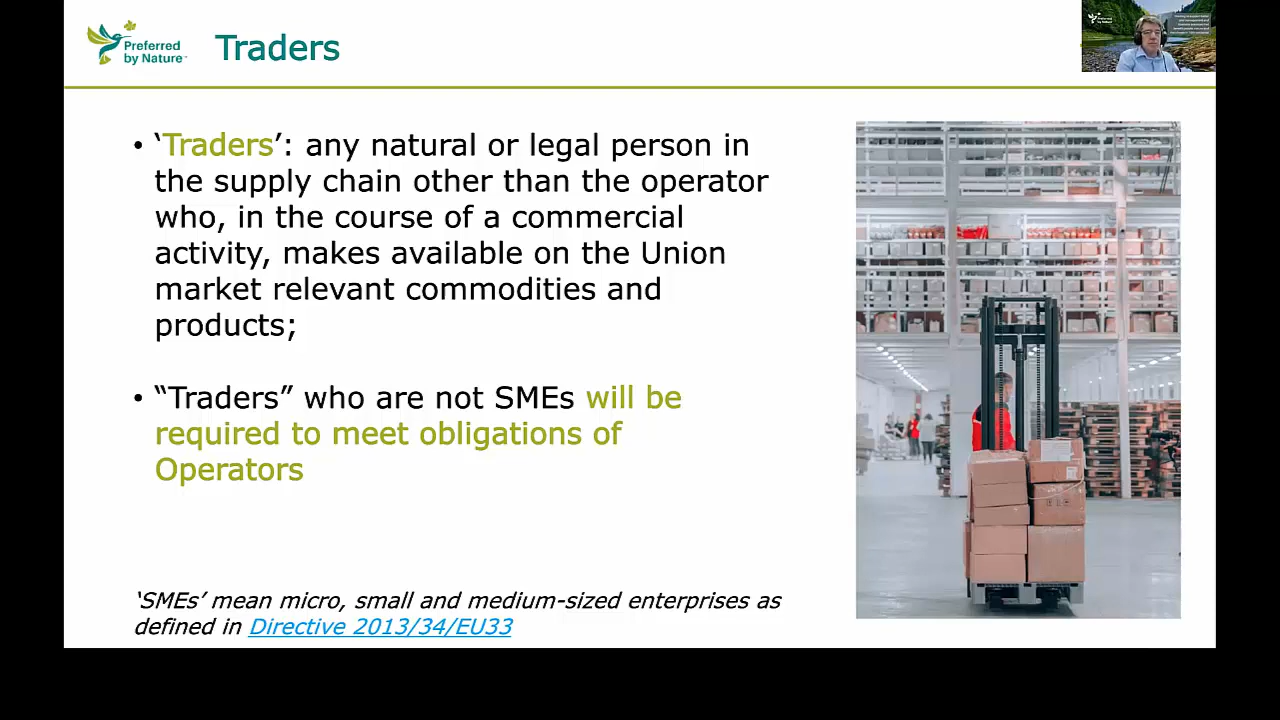 Preferred
by Nature™
Traders
• ‘Traders’: any natural or legal person in
the supply chain other than the operator
who, in the course of a commercial
activity, makes available on the Union
market relevant commodities and
products;
• “Traders” who are not SMEs will be
required to meet obligations of
Operators
‘SMEs’ mean micro, small and medium-sized enterprises as
defined in Directive 2013/34/EU33